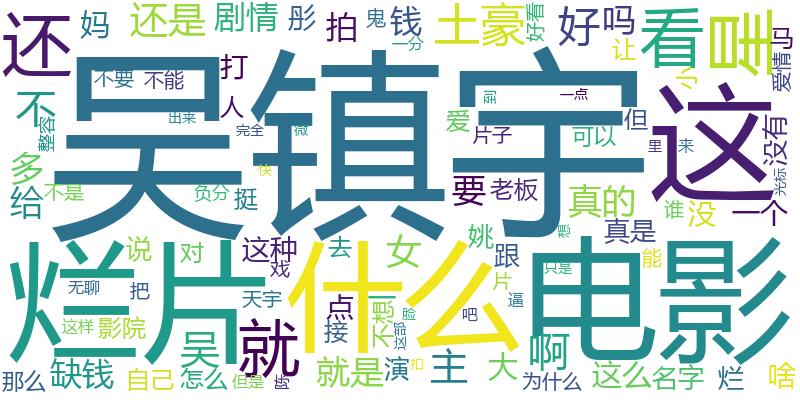 妈 还是 剧情 彤 拍 鬼 钱 一分 土豪 好看 好 吗 让 看 是 马
还 不要 不能 打 人 小 爱情
吴镇宇 这
不 整容 出来 完全 微 爱 片子 到 一点 可以 但 里 来 没有
多 给 不是 负分 挺 快 要 老板 真的 谁 没 一个 光标
烂片 什么 电影
说 对 这种 戏 去 女 姚 跟 想 真是 能
无聊 把 天宇 点 不想 片 只是
这样 影院 吴 就 接 脸 这部 吧 逼 啊
那么 缺钱 自己 怎么 但是 就是 演 扣 主 大 为什么 这么 名字 烂 啥